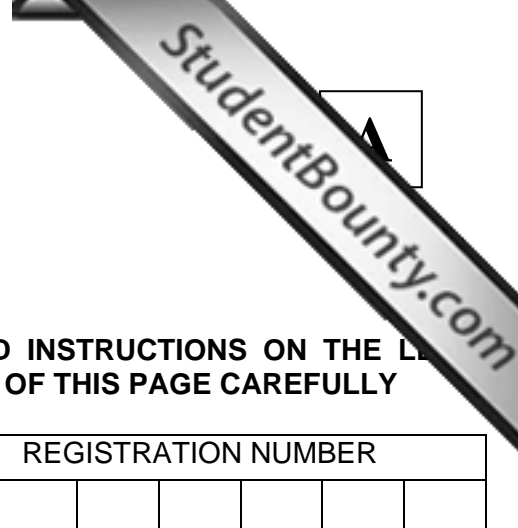 StudentBounty.com
A
INSTRUCTIONS ON THE
OF THIS PAGE CAREFULLY
REGISTRATION NUMBER